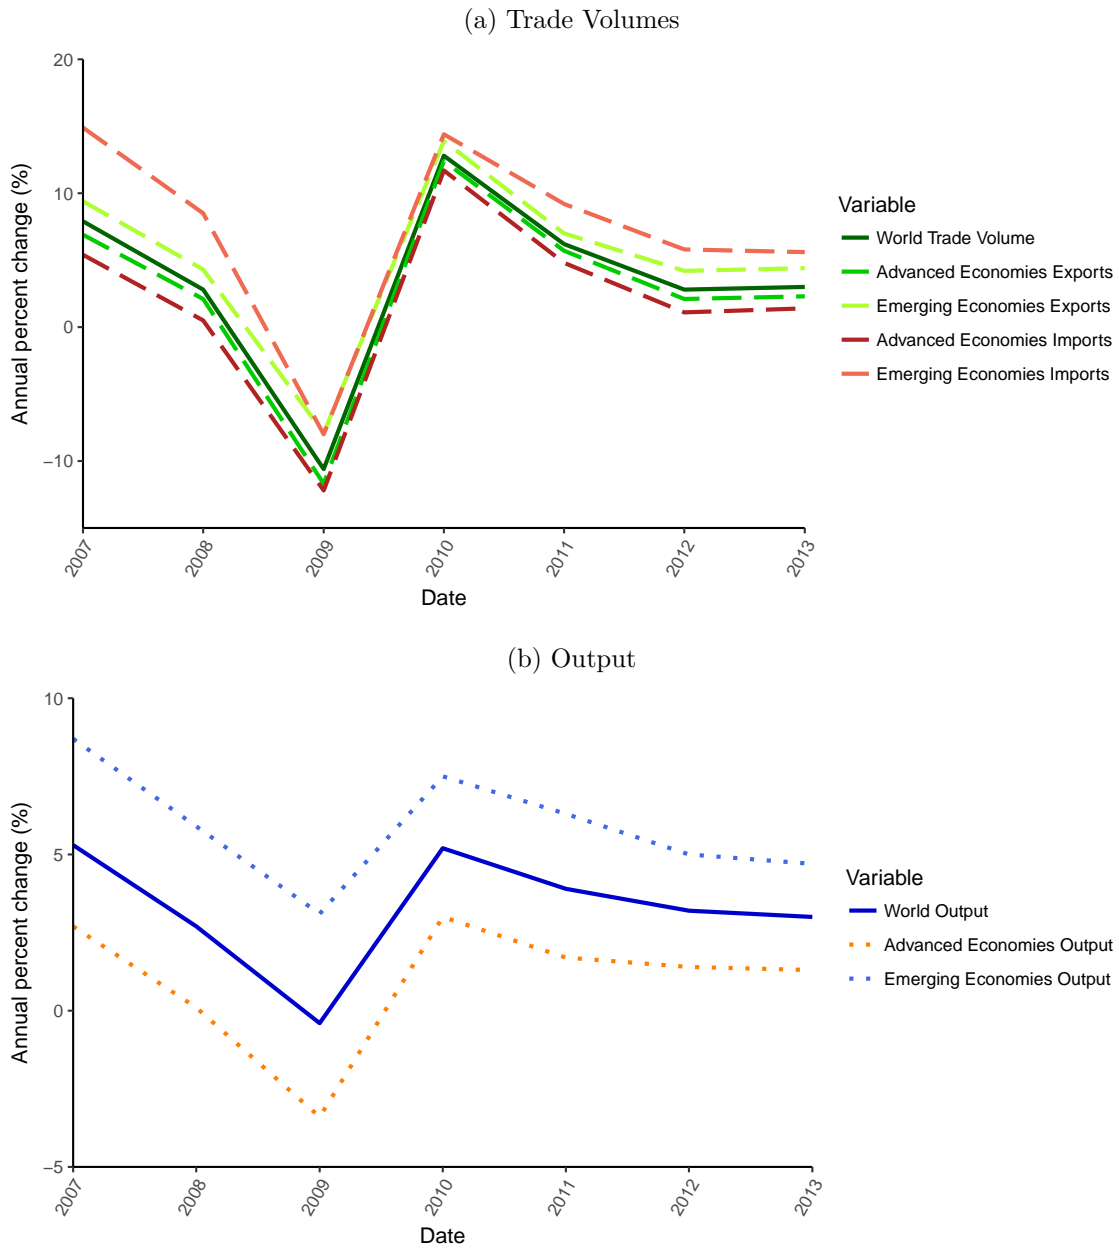 (a) Trade Volumes
20
10
0
−10
Annual percent change (%)
2007
2008
2009
2010
2011
2012
2013
Date
Variable
World Trade Volume
Advanced Economies Exports
Emerging Economies Exports
Advanced Economies Imports
Emerging Economies Imports
(b) Output
10
5
0
−5
Annual percent change (%)
2007
2008
2009
2010
2011
2012
2013
Date
Variable
World Output
Advanced Economies Output
Emerging Economies Output